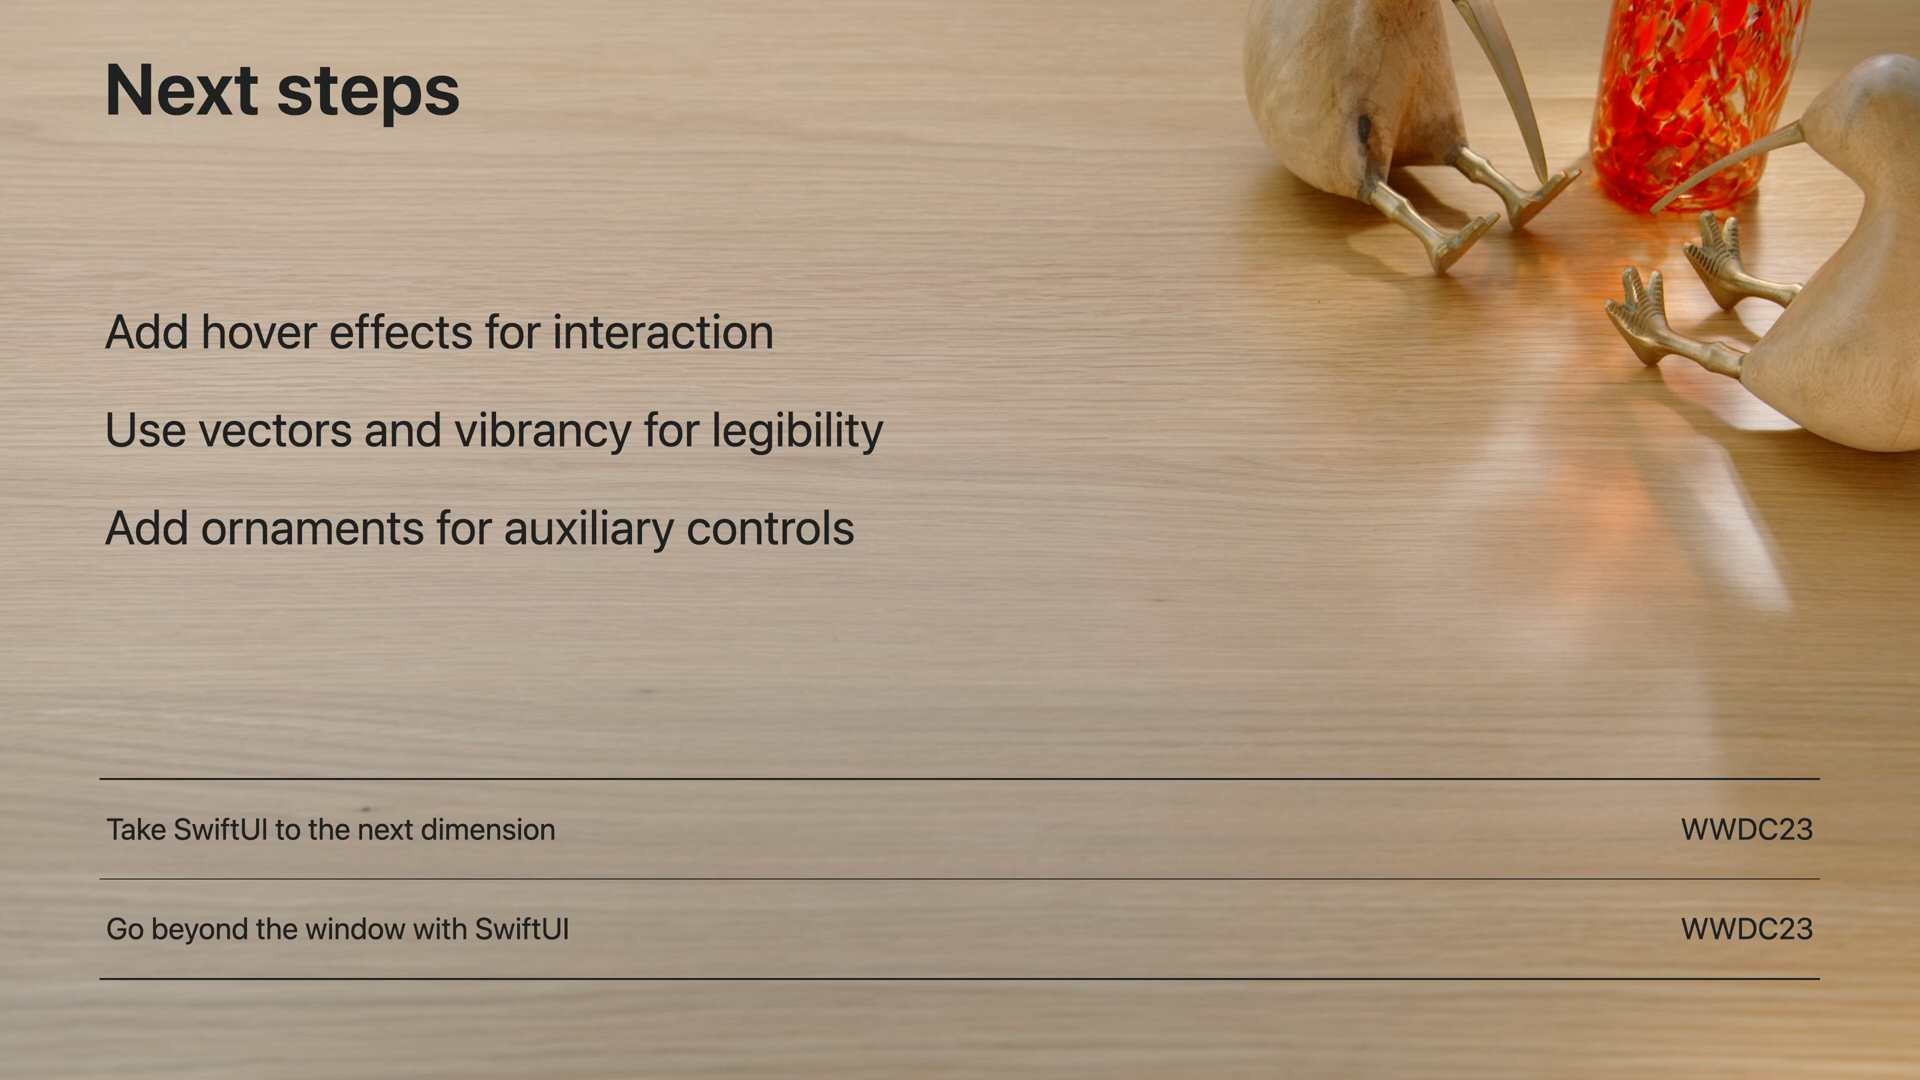 Next steps
Add hover effects for interaction
Use vectors and vibrancy for legibility
Add ornaments for auxiliary controls
Take SwiftUI to the next dimension WWDC23
Go beyond the window with SwiftUI WWDC23